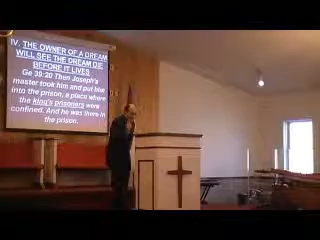 IV. THE OWNER OF A DREAM
WILL SEE THE DREAM DIE
BEFORE IT LIVES
Ge 39:20 Then Joseph's
master took him and put him
into the prison, a place where
the king's prisoners were
confined. And he was there in
the prison.